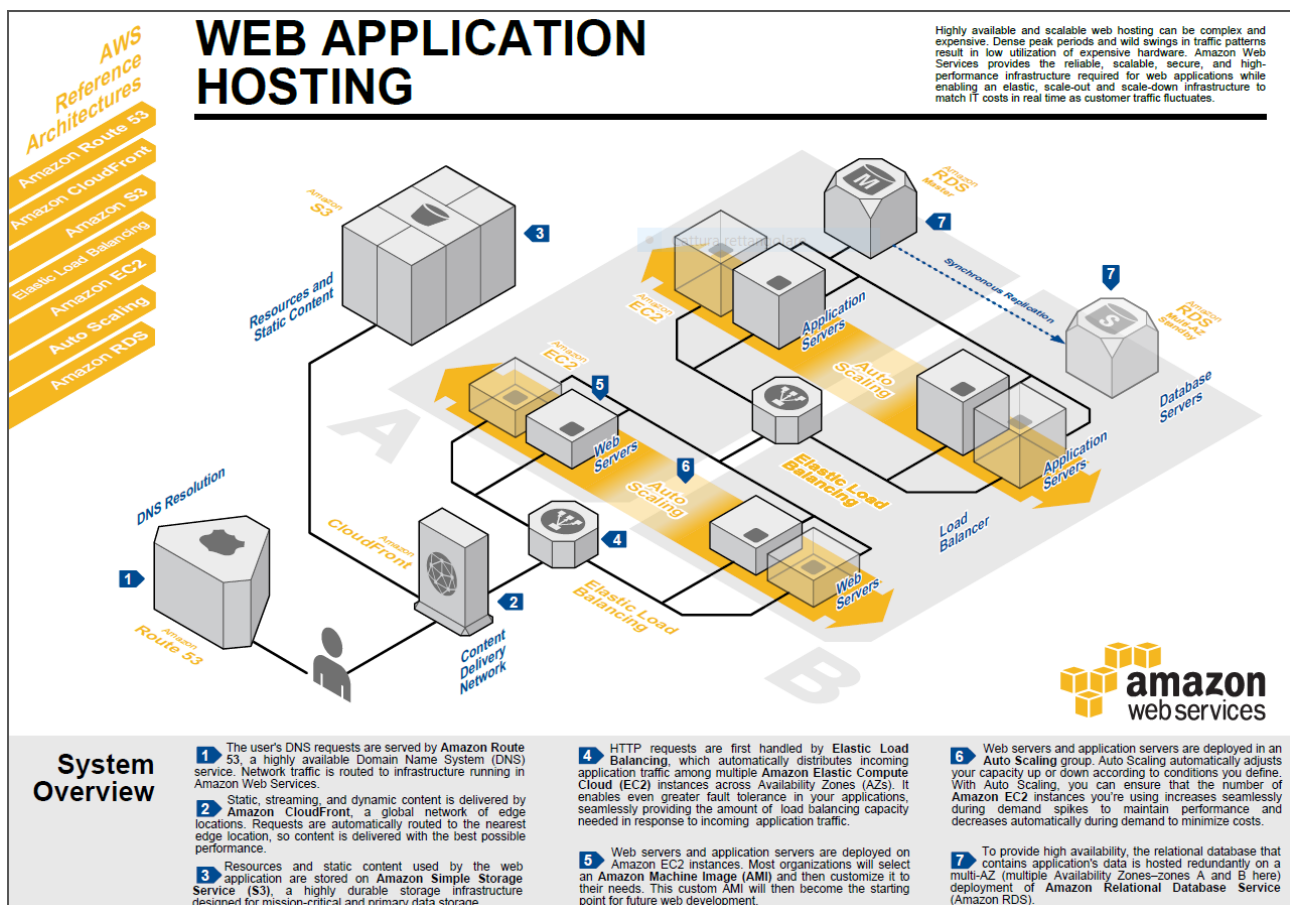 AWS
Reference
Architectures
Amazon Route 53
Amazon CloudFront
Amazon S3
Elastic Load Balancing
Amazon EC2
Auto Scaling
Amazon RDS
WEB APPLICATION
HOSTING
Highly available and scalable web hosting can be complex and
expensive. Dense peak periods and wild swings in traffic patterns
result in low utilization of expensive hardware. Amazon Web
Services provides the reliable, scalable, secure, and high-
performance infrastructure required for web applications while
enabling an elastic, scale-out and scale-down infrastructure to
match IT costs in real time as customer traffic fluctuates.
Amazon
S3
3
Resources and
Static Content
M
Amazon
RDS
Master
7
Synchronous Replication
7
S
Amazon
RDS
Multi-AZ
Standby
Database
Servers
Amazon
EC2
Application
Servers
Auto
Scaling
Application
Servers
Elastic Load
Balancing
Load
Balancer
Amazon
EC2
5
Web
Servers
6
Auto
Scaling
Web
Servers
A
B
4
Elastic Load
Balancing
DNS Resolution
1
Amazon
Route 53
Amazon
CloudFront
2
Content
Delivery
Network
amazon
web services
System
Overview
1 The user's DNS requests are served by Amazon Route
53, a highly available Domain Name System (DNS)
service. Network traffic is routed to infrastructure running in
Amazon Web Services.
2 Static, streaming, and dynamic content is delivered by
Amazon CloudFront, a global network of edge
locations. Requests are automatically routed to the nearest
edge location, so content is delivered with the best possible
performance.
3 Resources and static content used by the web
application are stored on Amazon Simple Storage
Service (S3), a highly durable storage infrastructure
designed for mission-critical and primary data storage.
4 HTTP requests are first handled by Elastic Load
Balancing, which automatically distributes incoming
application traffic among multiple Amazon Elastic Compute
Cloud (EC2) instances across Availability Zones (AZs). It
enables even greater fault tolerance in your applications,
seamlessly providing the amount of load balancing capacity
needed in response to incoming application traffic.
5 Web servers and application servers are deployed on
Amazon EC2 instances. Most organizations will select
an Amazon Machine Image (AMI) and then customize it to
their needs. This custom AMI will then become the starting
point for future web development.
6 Web servers and application servers are deployed in an
Auto Scaling group. Auto Scaling automatically adjusts
your capacity up or down according to conditions you define.
With Auto Scaling, you can ensure that the number of
Amazon EC2 instances you're using increases seamlessly
during demand spikes to maintain performance and
decreases automatically during demand to minimize costs.
7 To provide high availability, the relational database that
contains application's data is hosted redundantly on a
multi-AZ (multiple Availability Zones–zones A and B here)
deployment of Amazon Relational Database Service
(Amazon RDS).